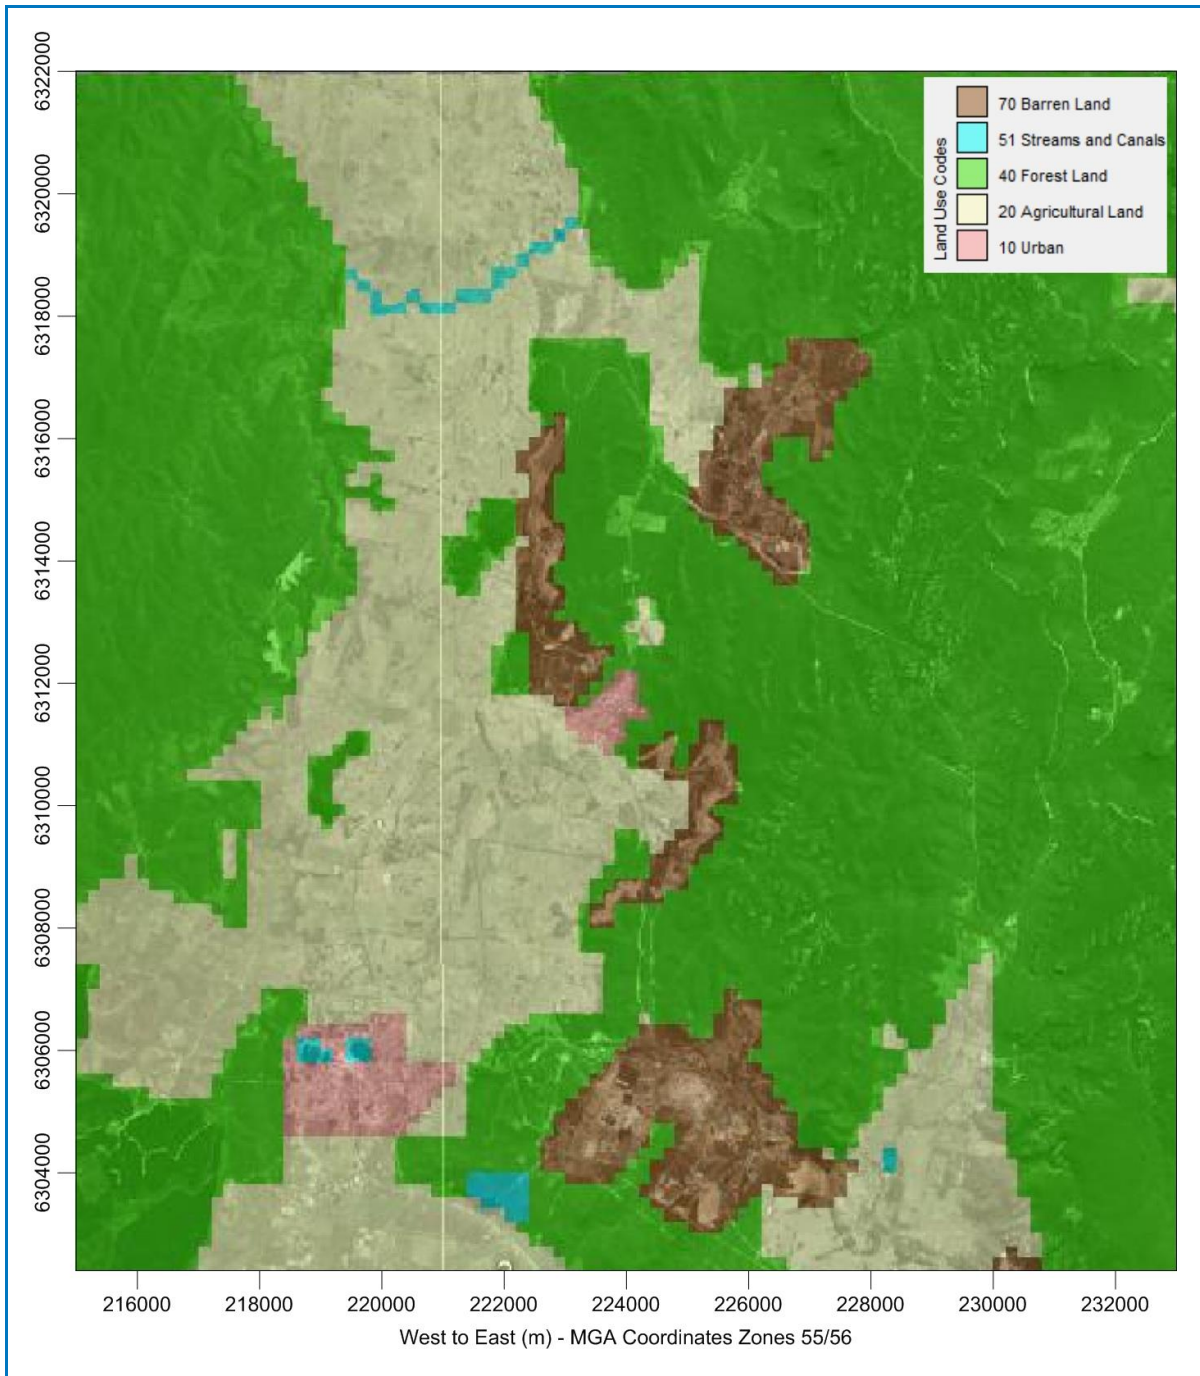 6322000
6320000
6318000
6316000
6314000
6312000
6310000
6308000
6306000
6304000
Land Use Codes
70 Barren Land
51 Streams and Canals
40 Forest Land
20 Agricultural Land
10 Urban
216000 218000 220000 222000 224000 226000 228000 230000 232000
West to East (m) - MGA Coordinates Zones 55/56